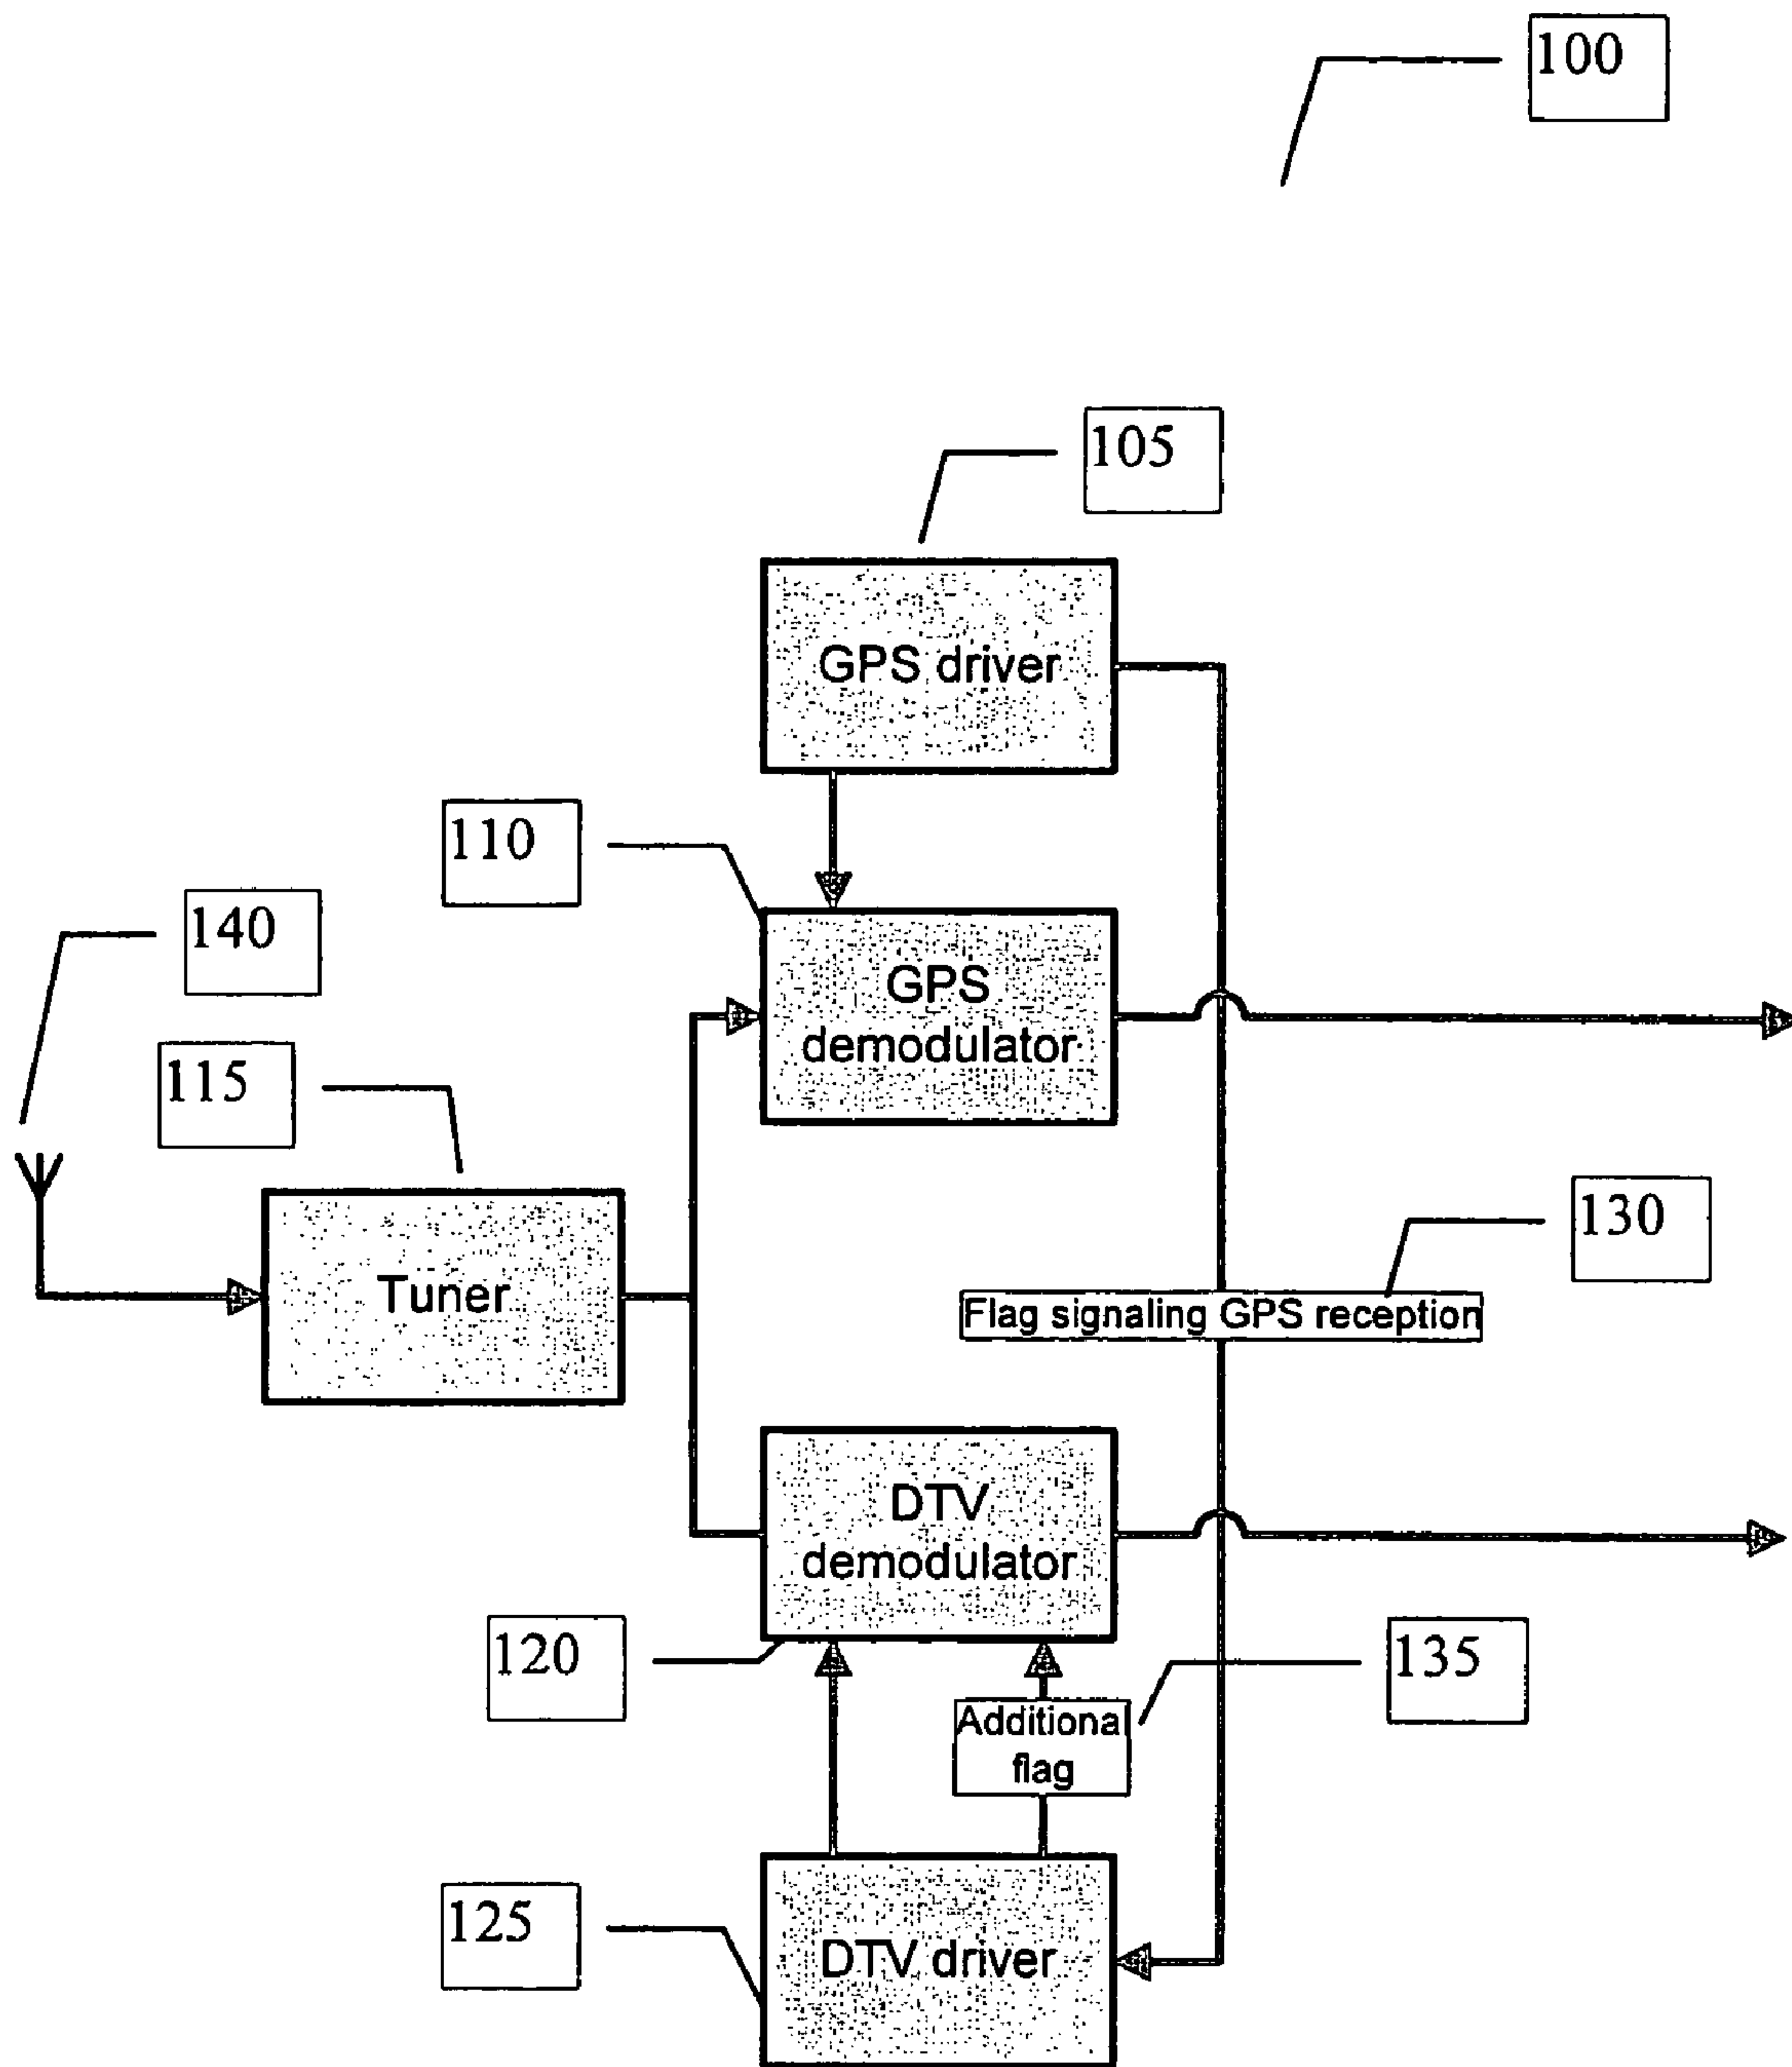 100
105
GPS driver
110
140
GPS
demodulator
115
130
Tuner
Flag signaling GPS reception
DTV
demodulator
120
135
Additional
flag
125
DTV driver